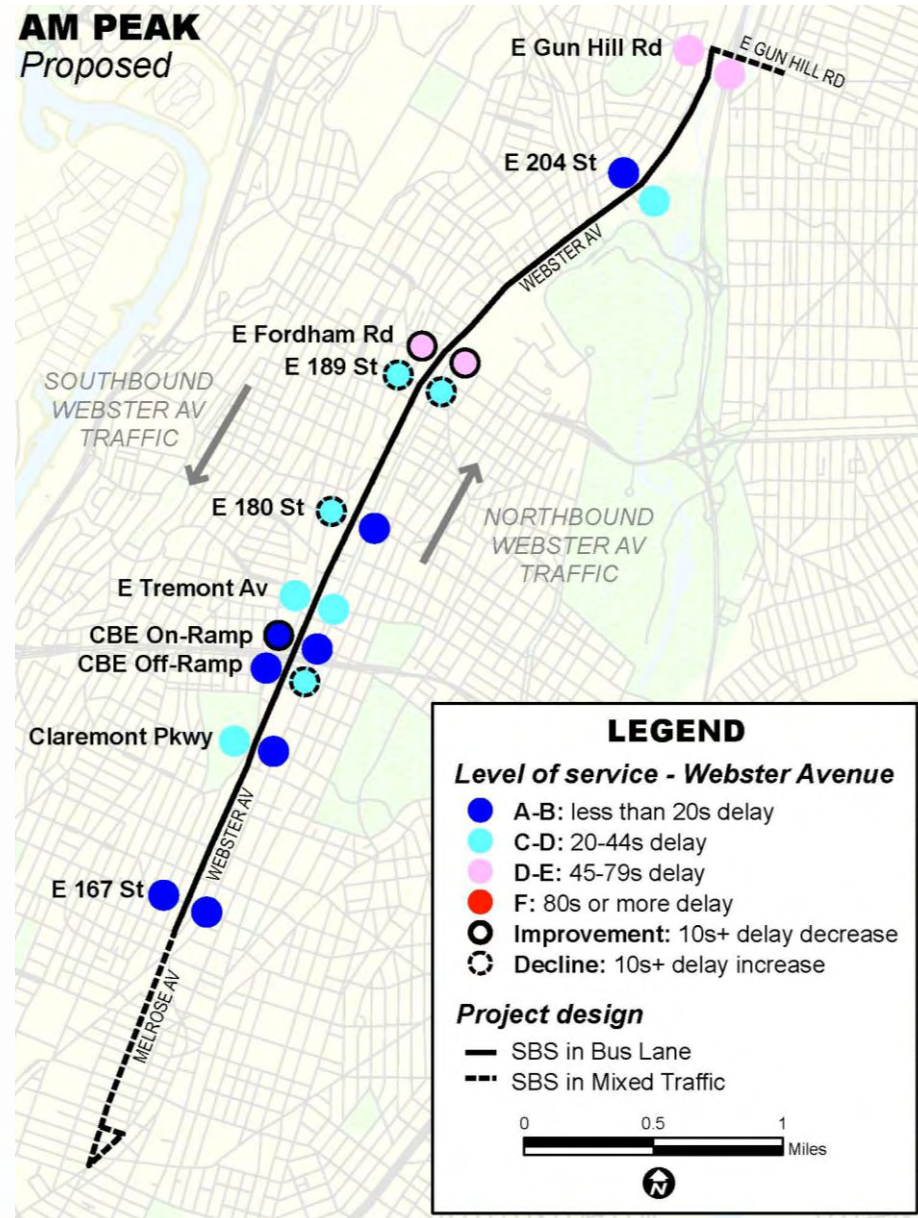 AM PEAK
Proposed
E Gun Hill Rd
E GUN HILL RD
E 204 St
WEBSTER AV
E Fordham Rd
E 189 St
SOUTHBOUND
WEBSTER AV
TRAFFIC
E 180 St
NORTHBOUND
WEBSTER AV
TRAFFIC
E Tremont Av
CBE On-Ramp
CBE Off-Ramp
Claremont Pkwy
WEBSTER AV
E 167 St
MELROSE AV
LEGEND
Level of service - Webster Avenue
A-B: less than 20s delay
C-D: 20-44s delay
D-E: 45-79s delay
F: 80s or more delay
Improvement: 10s+ delay decrease
Decline: 10s+ delay increase
Project design
SBS in Bus Lane
SBS in Mixed Traffic
0 0.5 1
Miles
N